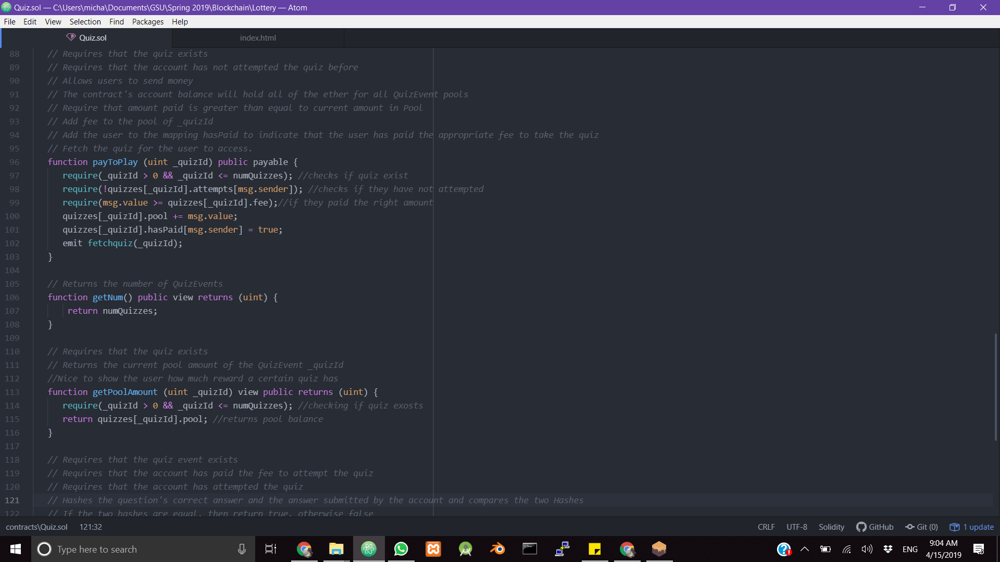 Quiz.sol — C:\Users\micha\Documents\GSU\Spring 2019\Blockchain\Lottery — Atom
File Edit View Selection Find Packages Help
Quiz.sol index.html
88 // Requires that the quiz exists
89 // Requires that the account has not attempted the quiz before
90 // Allows users to send money
91 // The contract's account balance will hold all of the ether for all QuizEvent pools
92 // Require that amount paid is greater than equal to current amount in Pool
93 // Add fee to the pool of _quizId
94 // Add the user to the mapping hasPaid to indicate that the user has paid the appropriate fee to take the quiz
95 // Fetch the quiz for the user to access.
96 function payToPlay (uint _quizId) public payable {
97 require(_quizId > 0 && _quizId <= numQuizzes); //checks if quiz exist
98 require(!quizzes[_quizId].attempts[msg.sender]); //checks if they have not attempted
99 require(msg.value >= quizzes[_quizId].fee);//if they paid the right amount
100 quizzes[_quizId].pool += msg.value;
101 quizzes[_quizId].hasPaid[msg.sender] = true;
102 emit fetchquiz(_quizId);
103 }
104
105 // Returns the number of QuizEvents
106 function getNum() public view returns (uint) {
107 return numQuizzes;
108 }
109
110 // Requires that the quiz exists
111 // Returns the current pool amount of the QuizEvent _quizId
112 //Nice to show the user how much reward a certain quiz has
113 function getPoolAmount (uint _quizId) view public returns (uint) {
114 require(_quizId > 0 && _quizId <= numQuizzes); //checking if quiz exosts
115 return quizzes[_quizId].pool; //returns pool balance
116 }
117
118 // Requires that the quiz event exists
119 // Requires that the account has paid the fee to attempt the quiz
120 // Requires that the account has attempted the quiz
121 // Hashes the question's correct answer and the answer submitted by the account and compares the two Hashes
122 // If the two hashes are equal, then return true, otherwise false
contracts\Quiz.sol 121:32 CRLF UTF-8 Solidity GitHub Git (0) 1 update
Type here to search ENG 9:04 AM
4/15/2019